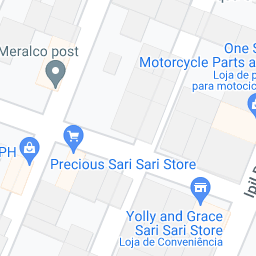 Meralco post
One S
Motorcycle Parts a
Loja de p
para motocic
PH
Precious Sari Sari Store
Ipil
Yolly and Grace
Sari Sari Store
Loja de Conveniência